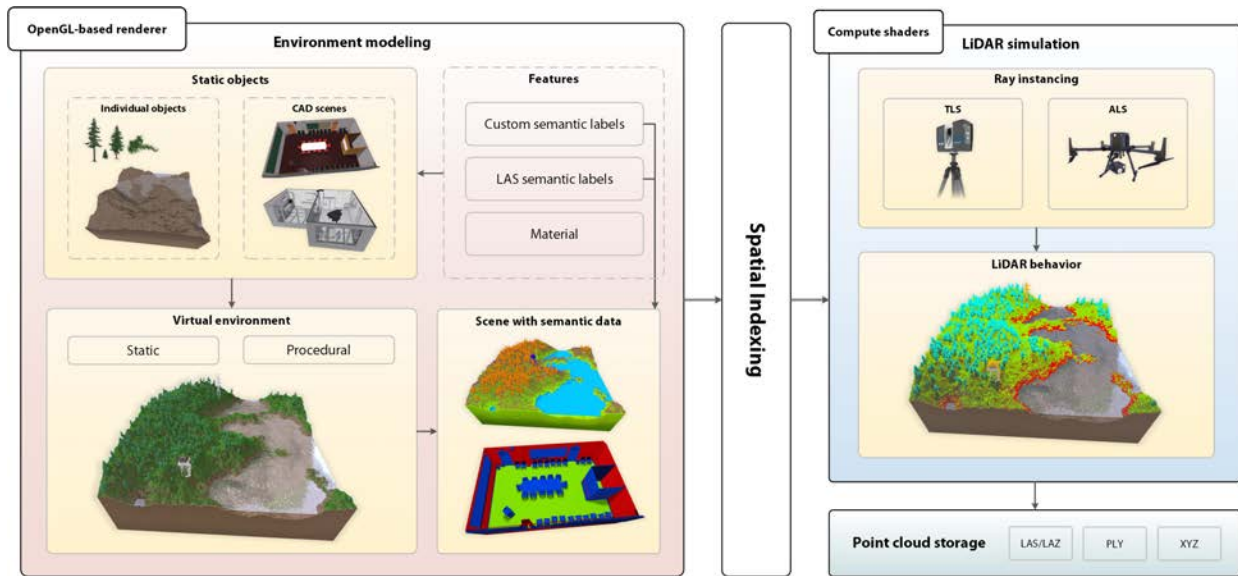 OpenGL-based renderer
Environment modeling
Static objects
Individual objects
CAD scenes
Features
Custom semantic labels
LAS semantic labels
Material
Virtual environment
Static
Procedural
Scene with semantic data
Spatial Indexing
Compute shaders
LiDAR simulation
Ray instancing
TLS
ALS
LiDAR behavior
Point cloud storage
LAS/LAZ
PLY
XYZ